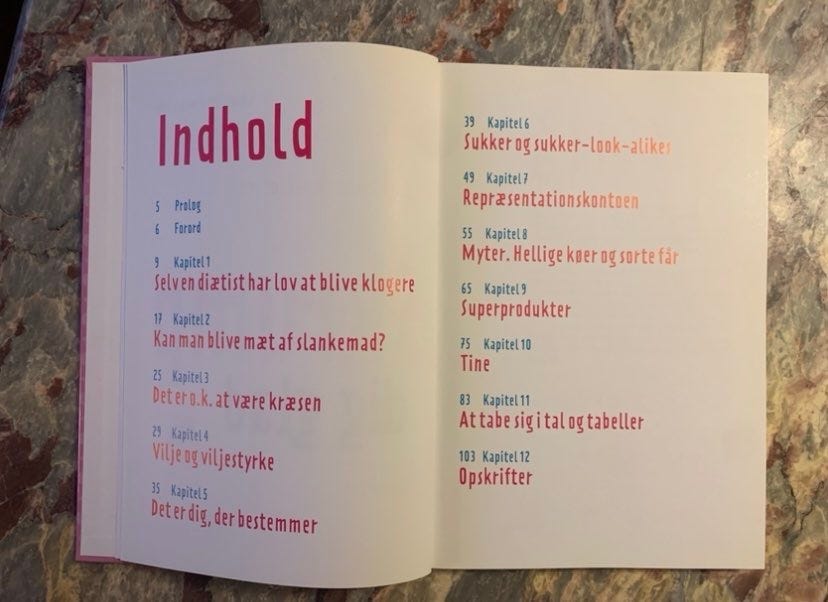 Indhold
5 Prolog
6 Forord
9 Kapitel 1
Selv en diætist har lov at blive klogere
17 Kapitel 2
Kan man blive mæt af slankemad?
25 Kapitel 3
Det er o.k. at være kræsen
29 Kapitel 4
Vilje og viljestyrke
35 Kapitel 5
Det er dig, der bestemmer
39 Kapitel 6
Sukker og sukker-look-alikes
49 Kapitel 7
Repræsentationskontoen
55 Kapitel 8
Myter. Hellige køer og sorte får
65 Kapitel 9
Superprodukter
75 Kapitel 10
Tine
83 Kapitel 11
At tabe sig i tal og tabeller
103 Kapitel 12
Opskrifter